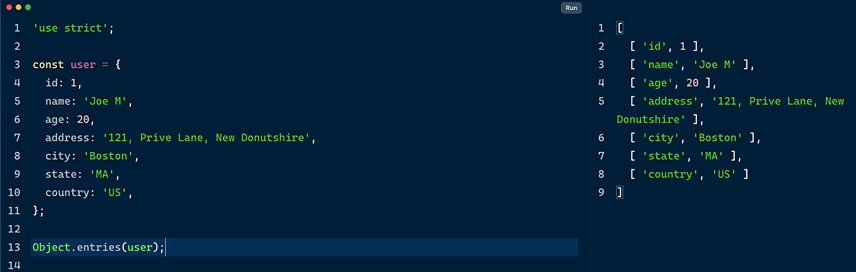 Run
1 'use strict';
2
3 const user = {
4 id: 1,
5 name: 'Joe M',
6 age: 20,
7 address: '121, Prive Lane, New Donutshire',
8 city: 'Boston',
9 state: 'MA',
10 country: 'US',
11 };
12
13 Object.entries(user);
14
1 [
2 [ 'id', 1 ],
3 [ 'name', 'Joe M' ],
4 [ 'age', 20 ],
5 [ 'address', '121, Prive Lane, New
Donutshire' ],
6 [ 'city', 'Boston' ],
7 [ 'state', 'MA' ],
8 [ 'country', 'US' ]
9 ]